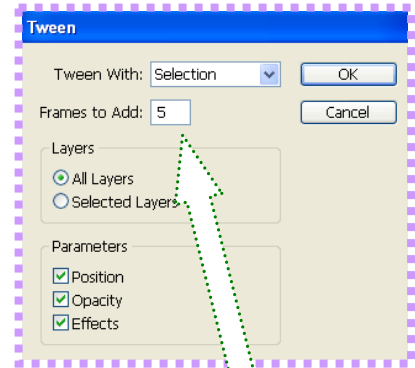 Tween
Tween With: Selection
OK
Frames to Add: 5
Cancel
Layers
All Layers
Selected Layers
Parameters
Position
Opacity
Effects